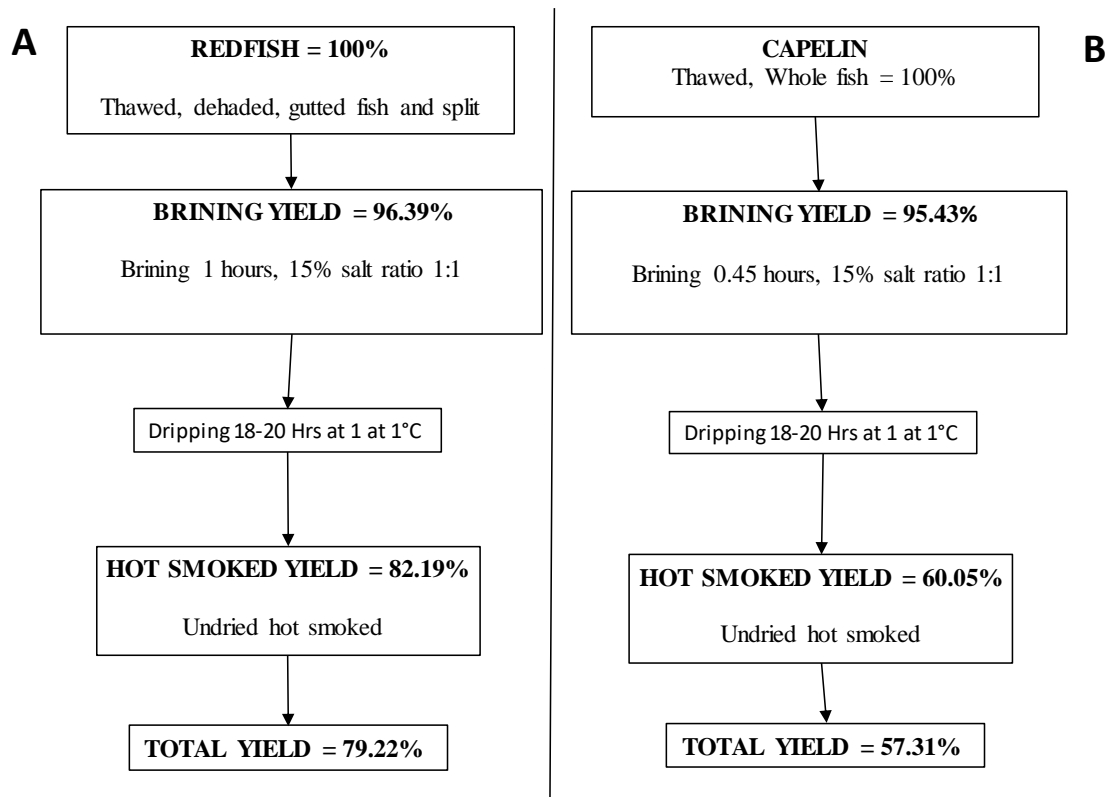 A
REDFISH = 100%
Thawed, dehaded, gutted fish and split
BRINING YIELD = 96.39%
Brining 1 hours, 15% salt ratio 1:1
Dripping 18-20 Hrs at 1 at 1°C
HOT SMOKED YIELD = 82.19%
Undried hot smoked
TOTAL YIELD = 79.22%
B
CAPELIN
Thawed, Whole fish = 100%
BRINING YIELD = 95.43%
Brining 0.45 hours, 15% salt ratio 1:1
Dripping 18-20 Hrs at 1 at 1°C
HOT SMOKED YIELD = 60.05%
Undried hot smoked
TOTAL YIELD = 57.31%